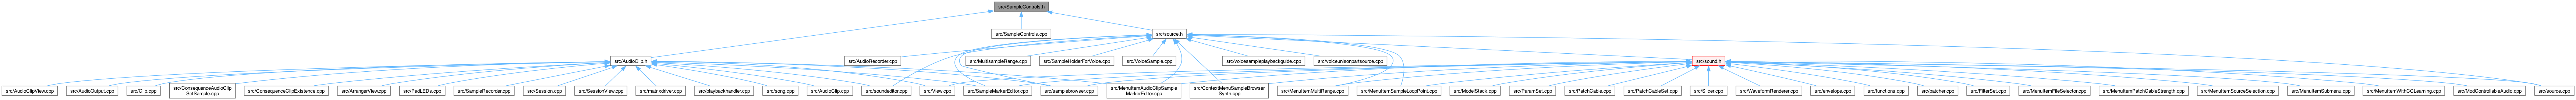 src/SampleControls.h
src/SampleControls.cpp
src/source.h
src/AudioClip.h
src/AudioRecorder.cpp
src/MultisampleRange.cpp
src/SampleHolderForVoice.cpp
src/VoiceSample.cpp
src/voicesampleplaybackguide.cpp
src/voiceunisonpartsource.cpp
src/sound.h
src/AudioClipView.cpp
src/AudioOutput.cpp
src/Clip.cpp
src/ConsequenceAudioClip
SetSample.cpp
src/ConsequenceClipExistence.cpp
src/ArrangerView.cpp
src/PadLEDs.cpp
src/SampleRecorder.cpp
src/Session.cpp
src/SessionView.cpp
src/matrixdriver.cpp
src/playbackhandler.cpp
src/song.cpp
src/AudioClip.cpp
src/soundeditor.cpp
src/View.cpp
src/SampleMarkerEditor.cpp
src/samplebrowser.cpp
src/MenuItemAudioClipSample
MarkerEditor.cpp
src/ContextMenuSampleBrowser
Synth.cpp
src/MenuItemMultiRange.cpp
src/MenuItemSampleLoopPoint.cpp
src/ModelStack.cpp
src/ParamSet.cpp
src/PatchCable.cpp
src/PatchCableSet.cpp
src/Slicer.cpp
src/WaveformRenderer.cpp
src/envelope.cpp
src/functions.cpp
src/patcher.cpp
src/FilterSet.cpp
src/MenuItemFileSelector.cpp
src/MenuItemPatchCableStrength.cpp
src/MenuItemSourceSelection.cpp
src/MenuItemSubmenu.cpp
src/MenuItemWithCCLearning.cpp
src/ModControllableAudio.cpp
src/source.cpp